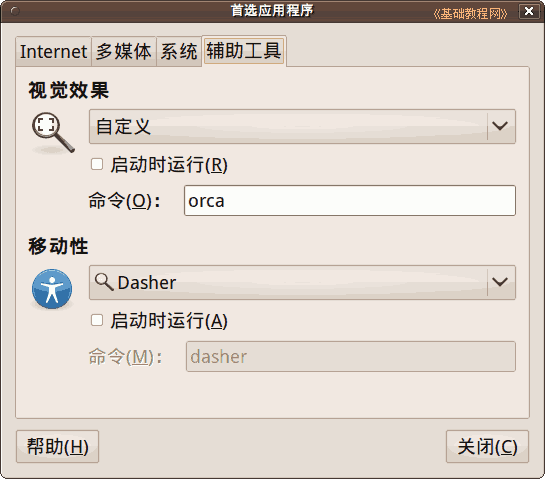 首选应用程序
《基础教程网》
Internet 多媒体 系统 辅助工具
视觉效果
自定义
启动时运行(R)
命令(O)： orca
移动性
Dasher
启动时运行(A)
命令(M)： dasher
帮助(H) 关闭(C)